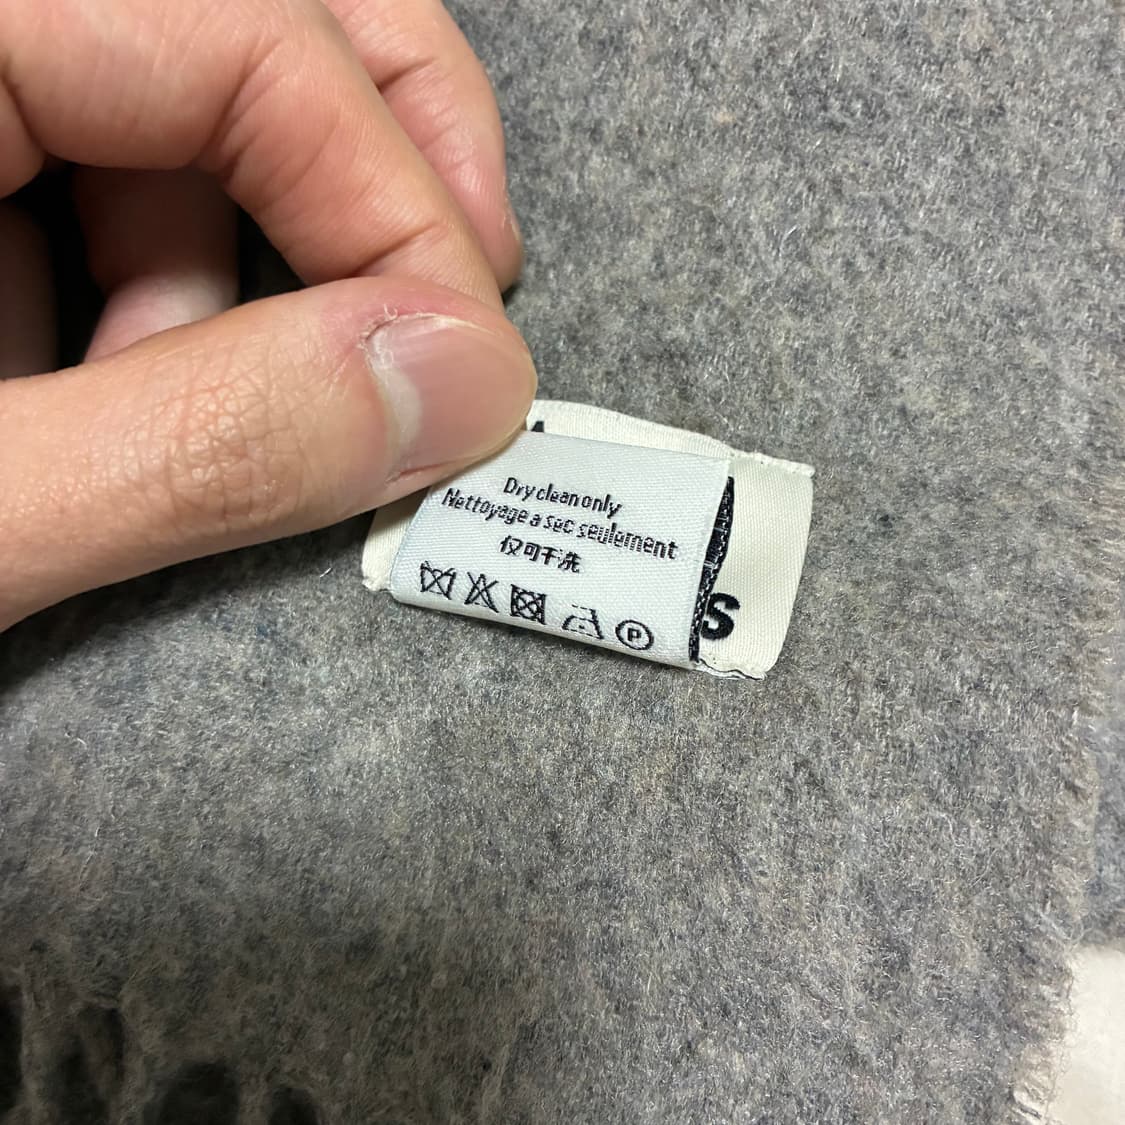 Dry clean only
Nettoyage a sec seulement
仅可干洗
P
S